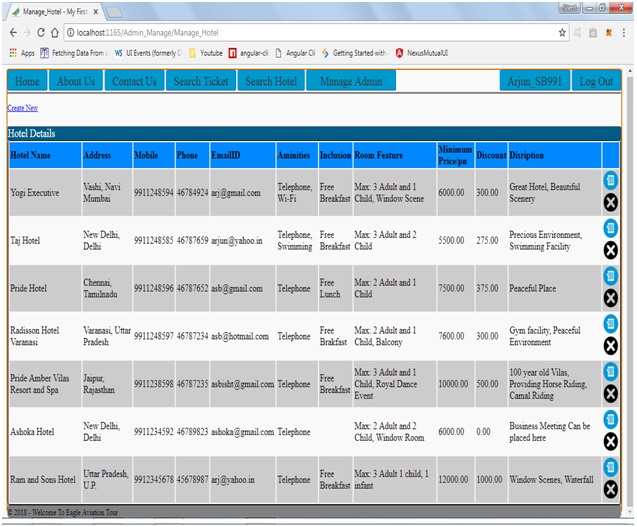 Manage_Hotel - My First
localhost:1165/Admin_Manage/Manage_Hotel
Apps Fetching Data From UI Events (formerly D Youtube angular-cli Angular Cli Getting Started with NexusMutualUI
Home About Us Contact Us Search Ticket Search Hotel Manage Admin Arjun_SB991 Log Out
Create New
Hotel Details
Hotel Name Address Mobile Phone EmailID Aminities Inclusion Room Feature Minimum Price/pn Discount Disription
Yogi Executive Vashi, Navi Mumbai 9911248594 46784924 arj@gmail.com Telephone, Wi-Fi Free Breakfast Max: 3 Adult and 1 Child, Window Scene 6000.00 300.00 Great Hotel, Beautiful Scenery
Taj Hotel New Delhi, Delhi 9911248585 46787659 arjun@yahoo.in Telephone, Swimming Free Breakfast Max: 3 Adult and 2 Child 5500.00 275.00 Precious Environment, Swimming Facility
Pride Hotel Chennai, Tamilnadu 9911248596 46787652 asb@gmail.com Telephone Free Lunch Max: 2 Adult and 1 Child 7500.00 375.00 Peaceful Place
Radisson Hotel Varanasi Varanasi, Uttar Pradesh 9911248597 46787234 asb@hotmail.com Telephone Free Brakfast Max: 2 Adult and 1 Child, Balcony 7600.00 300.00 Gym facility, Peaceful Environment
Pride Amber Vilas Resort and Spa Jaipur, Rajasthan 9911238598 46787235 asbisht@gmail.com Teliphone Free Breakfast Max: 3 Adult and 1 Child, Royal Dance Event 10000.00 500.00 100 year old Vilas, Providing Horse Riding, Camal Riding
Ashoka Hotel New Delhi, Delhi 9911234592 46789823 ashoka@gmail.com Telephone Max: 2 Adult and 2 Child, Window Room 6000.00 0.00 Business Meeting Can be placed here
Ram and Sons Hotel Uttar Pradesh, U.P. 9912345678 45678987 arj@yahoo.in Telephone Free Breakfast Max: 3 Adult 1 child, 1 infant 12000.00 1000.00 Window Scenes, Waterfall
© 2018 - Welcome To Eagle Aviation Tour